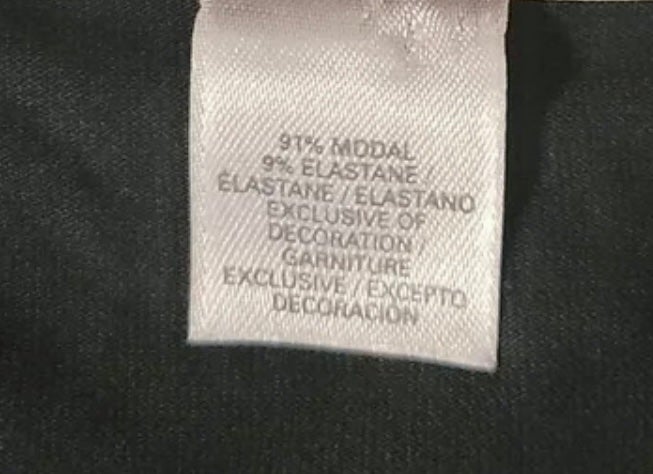 91% MODAL
9% ELASTANE /
ÉLASTANE / ELASTANO
EXCLUSIVE OF
DECORATION /
GARNITURE
EXCLUSIVE / EXCEPTO
DECORACIÓN